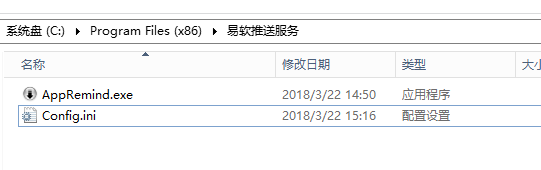 系统盘 (C:) Program Files (x86) 易软推送服务
名称 修改日期 类型 大小
AppRemind.exe 2018/3/22 14:50 应用程序
Config.ini 2018/3/22 15:16 配置设置